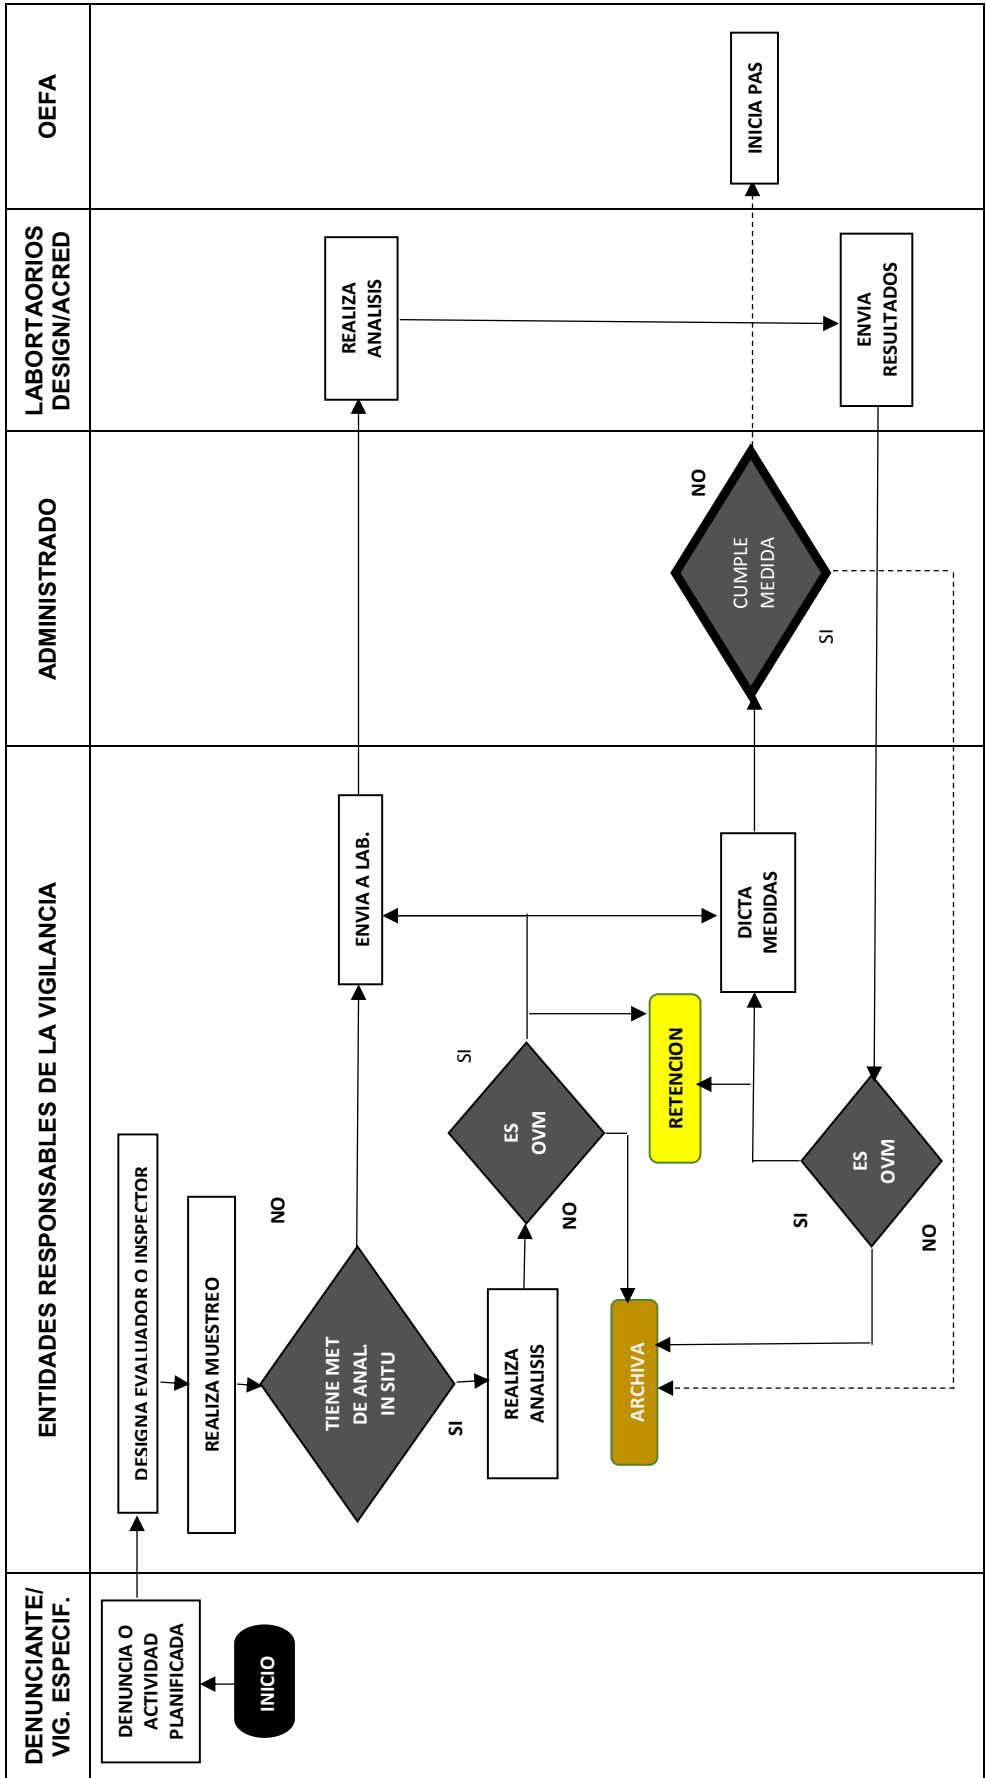 DENUNCIANTE/
VIG. ESPECIF.
ENTIDADES RESPONSABLES DE LA VIGILANCIA
ADMINISTRADO
LABORTAORIOS
DESIGN/ACRED
OEFA
INICIO
DENUNCIA O
ACTIVIDAD
PLANIFICADA
DESIGNA EVALUADOR O INSPECTOR
REALIZA MUESTREO
TIENE MET
DE ANAL.
IN SITU
NO
SI
ENVIA A LAB.
REALIZA
ANALISIS
REALIZA
ANALISIS
ES
OVM
SI
NO
ARCHIVA
RETENCION
DICTA
MEDIDAS
CUMPLE
MEDIDA
NO
SI
INICIA PAS
ENVIA
RESULTADOS
ES
OVM
SI
NO